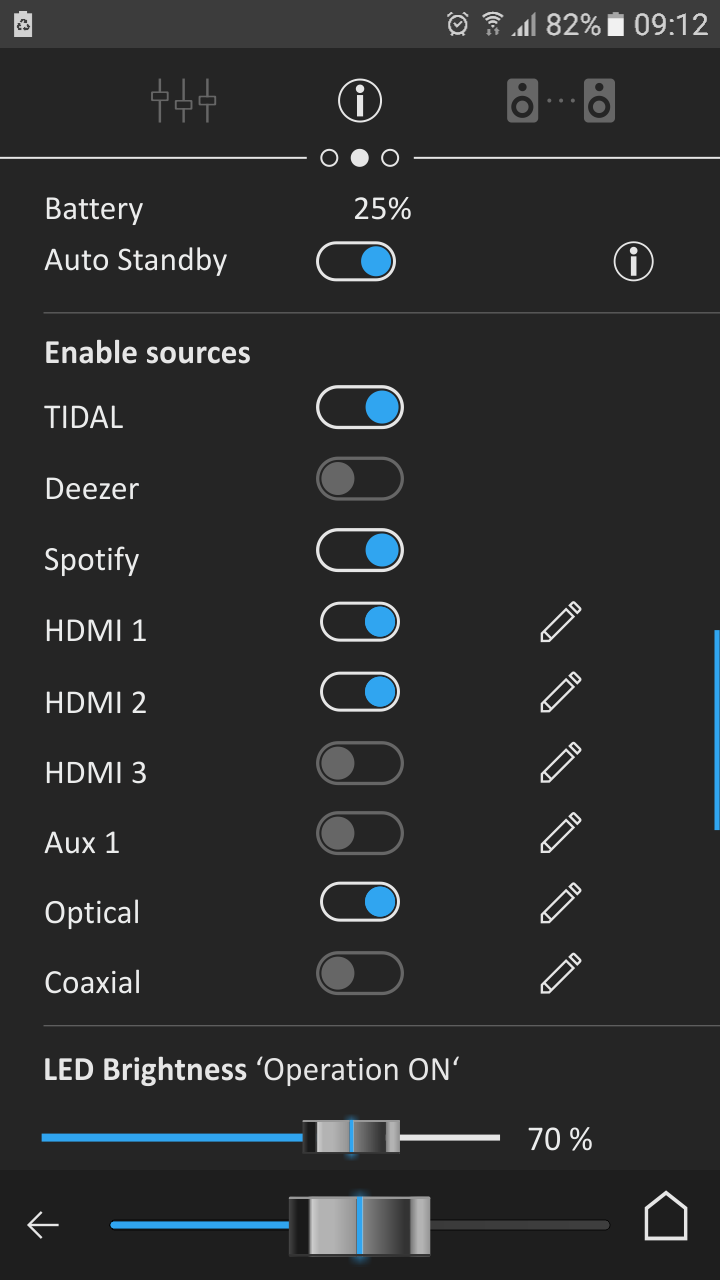 82% 09:12
Battery 25%
Auto Standby
Enable sources
TIDAL
Deezer
Spotify
HDMI 1
HDMI 2
HDMI 3
Aux 1
Optical
Coaxial
LED Brightness ‘Operation ON‘
70 %